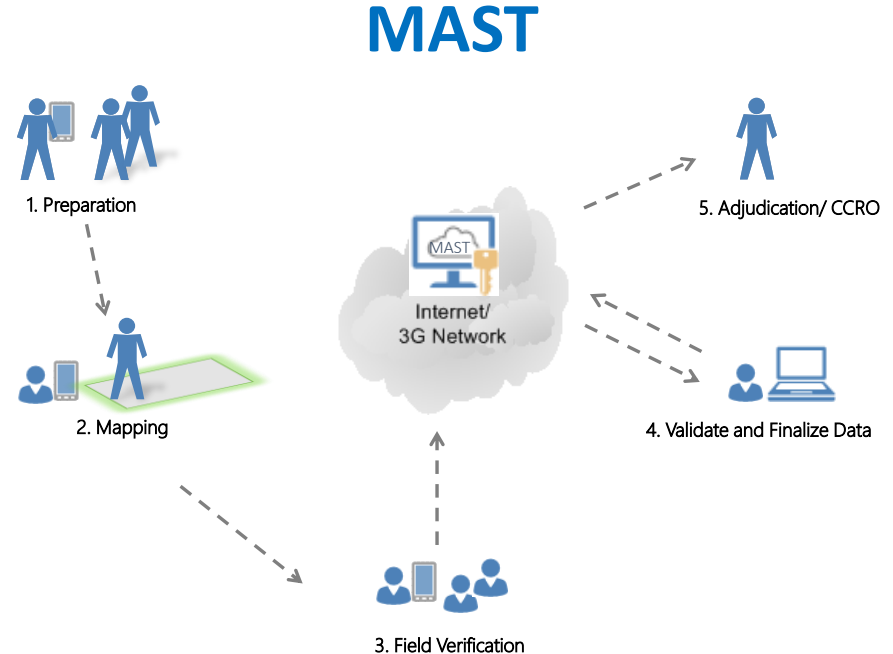 MAST
1. Preparation
5. Adjudication/ CCRO
MAST
Internet/
3G Network
2. Mapping
4. Validate and Finalize Data
3. Field Verification